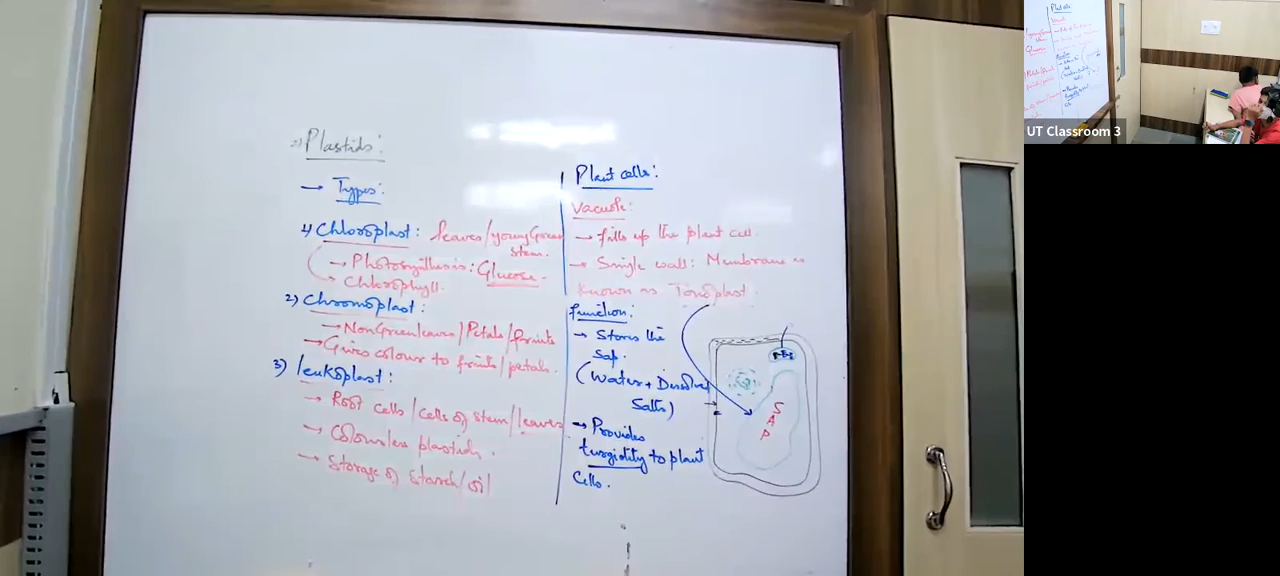 Plastids:
→ Types:
1) Chloroplast: leaves/young Green
stem.
→ Photosynthesis: Glucose.
→ Chlorophyll.
2) Chromoplast:
→ Non Green leaves/Petals/fruits
→ Gives colour to fruits/petals.
3) leukoplast:
→ Root cells/cells of stem/leaves
→ Colourless plastids.
→ Storage of Starch/oil
Plant cells:
Vacuole:
→ fills up the plant cell.
→ Single wall: Membrane is
known as Tonoplast.
function:
→ Stores the
Sap.
(Water + Dissolved
Salts)
→ Provides
turgidity to plant
Cells.
SAP
UT Classroom 3